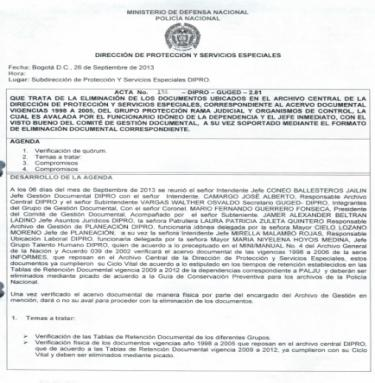 MINISTERIO DE DEFENSA NACIONAL
POLICÍA NACIONAL
DIRECCIÓN DE PROTECCIÓN Y SERVICIOS ESPECIALES
Fecha: Bogotá D.C., 26 de Septiembre de 2013
Hora:
Lugar: Subdirección de Protección Y Servicios Especiales DIPRO.
ACTA No. – DIPRO – GUGED – 2.81
QUE TRATA DE LA ELIMINACIÓN DE LOS DOCUMENTOS UBICADOS EN EL ARCHIVO CENTRAL DE LA
DIRECCIÓN DE PROTECCIÓN Y SERVICIOS ESPECIALES, CORRESPONDIENTE AL ACERVO DOCUMENTAL
VIGENCIAS 1998 A 2005, DEL GRUPO PROTECCIÓN RAMA JUDICIAL Y ORGANISMOS DE CONTROL, LA
CUAL ES AVALADA POR EL FUNCIONARIO IDÓNEO DE LA DEPENDENCIA Y EL JEFE INMEDIATO, CON EL
VISTO BUENO DEL COMITÉ DE GESTIÓN DOCUMENTAL, A SU VEZ SOPORTADO MEDIANTE EL FORMATO
DE ELIMINACIÓN DOCUMENTAL CORRESPONDIENTE.
AGENDA
1. Verificación de quórum.
2. Temas a tratar:
3. Compromisos
4. Compromisos
DESARROLLO DE LA AGENDA
A los 06 días del mes de Septiembre de 2013 se reunió el señor Intendente Jefe CONEO BALLESTEROS JAILIN
Jefe Gestión Documental DIPRO con el señor Intendente CAMARGO JOSE ALBERTO, Responsable Archivo
Central DIPRO y el señor Subintendente VARGAS WALTHER OSVALDO Secretario GUGED- DIPRO, integrantes
del Grupo de Gestión Documental, Con el señor Coronel MARIO FERNANDO GUERRERO FONSECA, Presidente
del Comité de Gestión Documental, Acompañado por el señor Subteniente JAMER ALEXANDER BELTRAN
LADINO Jefe Asuntos Jurídicos DIPRO, la señora Patrullera LAURA PATRICIA ZULETA QUINTERO Responsable
Archivo de Gestión de PLANEACIÓN DIPRO, funcionaria idónea delegada por la señora Mayor CIELO LOZANO
MORENO Jefe de PLANEACIÓN, a su vez la señora Intendente Jefe MIRELLA MALAMBO ROJAS, Responsable
Ubicación Laboral DIPRO, funcionaria idónea delegada por la señora Mayor MARIA NHYELENA HOYOS MEDINA, Jefe
Grupo Talento Humano DIPRO, quien de acuerdo a lo preceptuado en el MINI/MANUAL No. 4 del Archivo General
de la Nación y Acuerdo 039 de 2002 verificará el acervo documental de las vigencias 1998 a 2006 de la serie
INFORMES, que reposan en el Archivo Central de la Dirección de Protección y Servicios Especiales, estos
documentos ya cumplieron su Ciclo Vital de acuerdo a lo estipulado en los tiempos de retención establecidos en las
Tablas de Retención Documental vigencia 2009 a 2012 de la dependencias correspondiente a PALJU y deberán ser
eliminados mediante picado de acuerdo a la Guía de Conservación Preventiva para los archivos de la Policía
Nacional.
Una vez verificado el acervo documental de manera física por parte del encargado del Archivo de Gestión en
mención, dará o no su aval para proceder con la eliminación de los documentos.
1. Temas a tratar:
➢ Verificación de las Tablas de Retención Documental de los diferentes Grupos.
➢ Verificación física de los documentos vigencias año 1998 a 2006 que reposan en el archivo central DIPRO,
que de acuerdo a las Tablas de Retención Documental vigencia 2009 a 2012, ya cumplieron con su Ciclo
Vital y deben ser eliminados mediante picado.